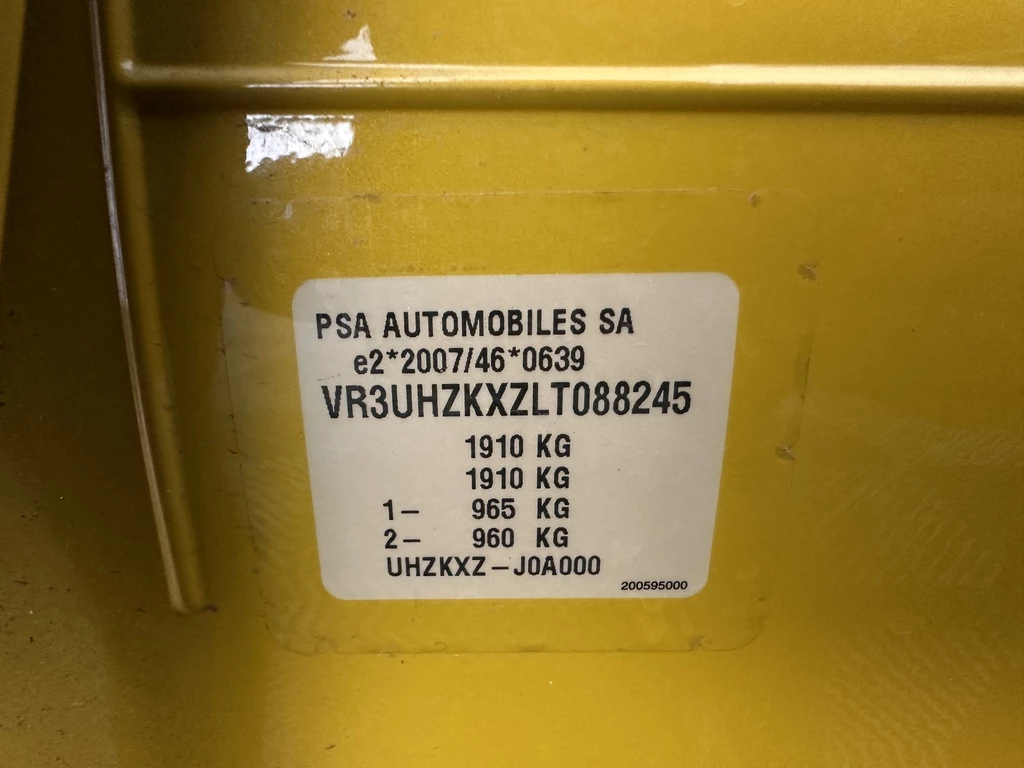 PSA AUTOMOBILES SA
e2*2007/46*0639
VR3UHZKXZLT088245
1910 KG
1910 KG
1– 965 KG
2– 960 KG
UHZKXZ–J0A000
200595000